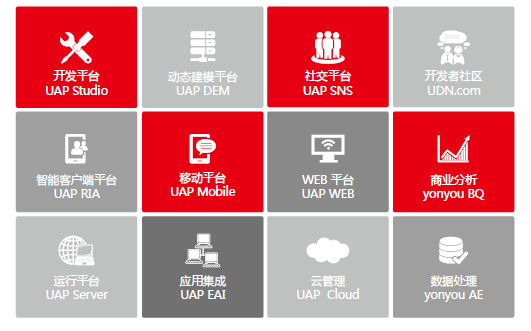 开发平台
UAP Studio
动态建模平台
UAP DEM
社交平台
UAP SNS
开发者社区
UDN.com
智能客户端平台
UAP RIA
移动平台
UAP Mobile
WEB 平台
UAP WEB
商业分析
yonyou BQ
运行平台
UAP Server
应用集成
UAP EAI
云管理
UAP Cloud
数据处理
yonyou AE